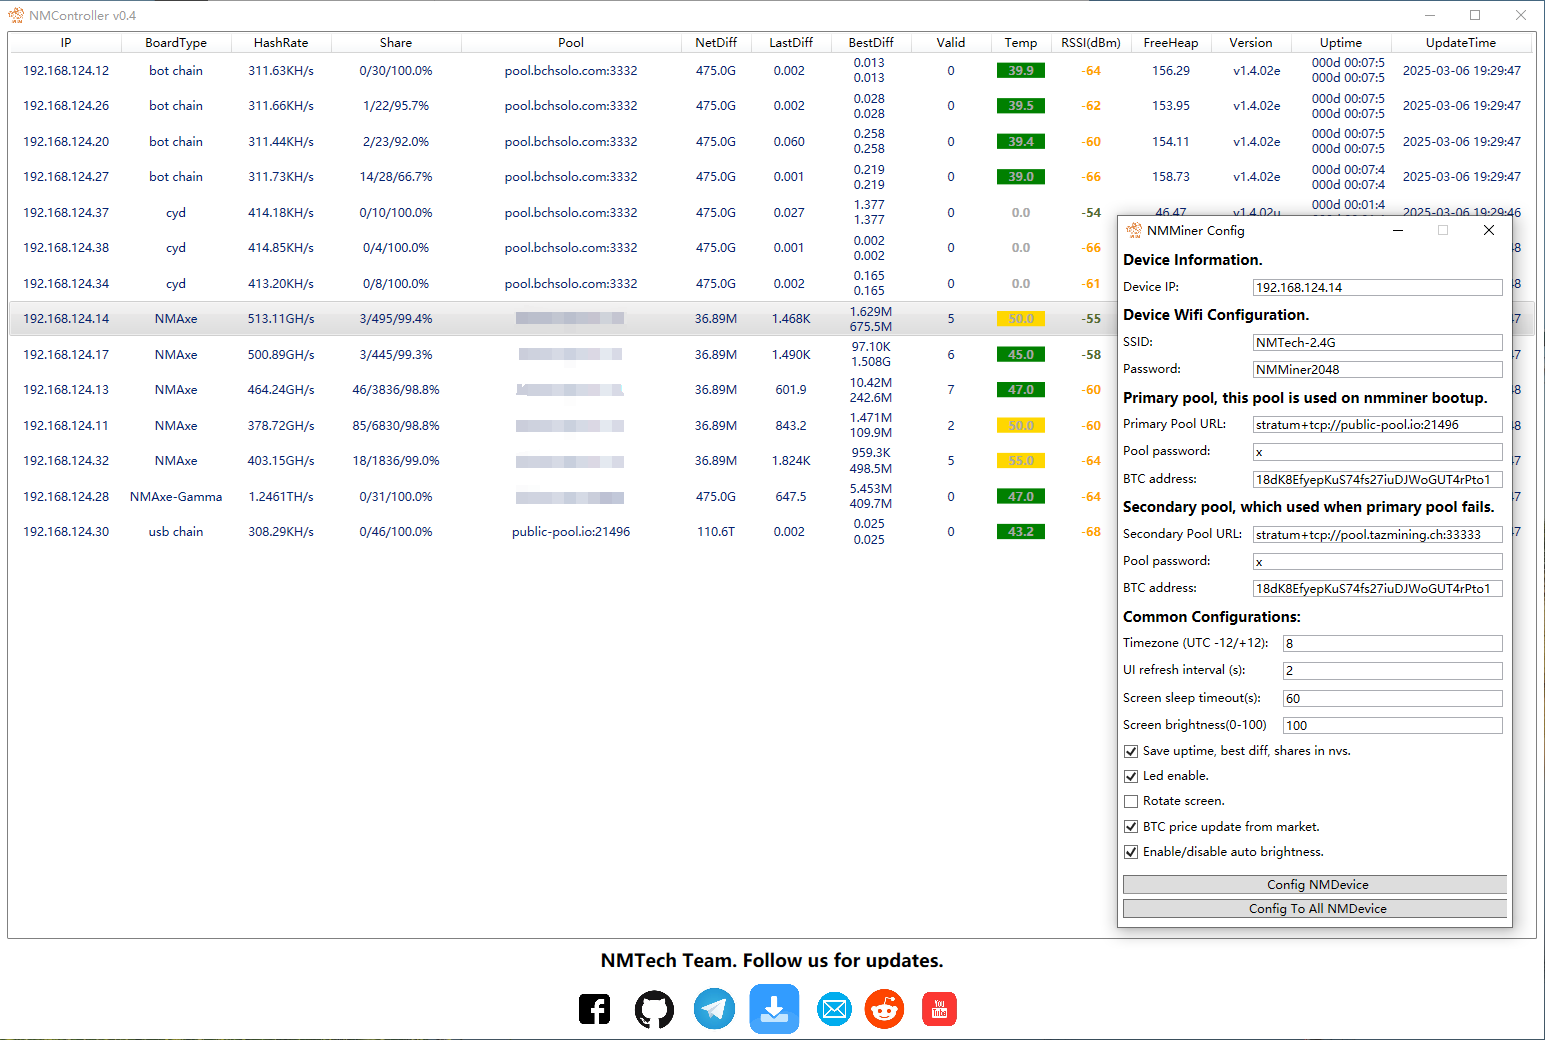 NMController v0.4
IP BoardType HashRate Share Pool NetDiff LastDiff BestDiff Valid Temp RSSI(dBm) FreeHeap Version Uptime UpdateTime
192.168.124.12 bot chain 311.63KH/s 0/30/100.0% pool.bchsolo.com:3332 475.0G 0.002 0.013 0.013 0 39.9 -64 156.29 v1.4.02e 000d 00:07:5 000d 00:07:5 2025-03-06 19:29:47
192.168.124.26 bot chain 311.66KH/s 1/22/95.7% pool.bchsolo.com:3332 475.0G 0.002 0.028 0.028 0 39.5 -62 153.95 v1.4.02e 000d 00:07:5 000d 00:07:5 2025-03-06 19:29:47
192.168.124.20 bot chain 311.44KH/s 2/23/92.0% pool.bchsolo.com:3332 475.0G 0.060 0.258 0.258 0 39.4 -60 154.11 v1.4.02e 000d 00:07:5 000d 00:07:5 2025-03-06 19:29:47
192.168.124.27 bot chain 311.73KH/s 14/28/66.7% pool.bchsolo.com:3332 475.0G 0.001 0.219 0.219 0 39.0 -66 158.73 v1.4.02e 000d 00:07:4 000d 00:07:4 2025-03-06 19:29:47
192.168.124.37 cyd 414.18KH/s 0/10/100.0% pool.bchsolo.com:3332 475.0G 0.027 1.377 1.377 0 0.0 -54 46.47 v1.4.02u 000d 00:01:4 2025-03-06 19:29:46
192.168.124.38 cyd 414.85KH/s 0/4/100.0% pool.bchsolo.com:3332 475.0G 0.001 0.002 0.002 0 0.0 -66 8
192.168.124.34 cyd 413.20KH/s 0/8/100.0% pool.bchsolo.com:3332 475.0G 0.002 0.165 0.165 0 0.0 -61 8
192.168.124.14 NMAxe 513.11GH/s 3/495/99.4% 36.89M 1.468K 1.629M 675.5M 5 50.0 -55 47
192.168.124.17 NMAxe 500.89GH/s 3/445/99.3% 36.89M 1.490K 97.10K 1.508G 6 45.0 -58 47
192.168.124.13 NMAxe 464.24GH/s 46/3836/98.8% 36.89M 601.9 10.42M 242.6M 7 47.0 -60 48
192.168.124.11 NMAxe 378.72GH/s 85/6830/98.8% 36.89M 843.2 1.471M 109.9M 2 50.0 -60 48
192.168.124.32 NMAxe 403.15GH/s 18/1836/99.0% 36.89M 1.824K 959.3K 498.5M 5 55.0 -64 47
192.168.124.28 NMAxe-Gamma 1.2461TH/s 0/31/100.0% 475.0G 647.5 5.453M 409.7M 0 47.0 -64 47
192.168.124.30 usb chain 308.29KH/s 0/46/100.0% public-pool.io:21496 110.6T 0.002 0.025 0.025 0 43.2 -68 47
NMMiner Config
Device Information.
Device IP: 192.168.124.14
Device Wifi Configuration.
SSID: NMTech-2.4G
Password: NMMiner2048
Primary pool, this pool is used on nmminer bootup.
Primary Pool URL: stratum+tcp://public-pool.io:21496
Pool password: x
BTC address: 18dK8EfyepKuS74fs27iuDJWoGUT4rPto1
Secondary pool, which used when primary pool fails.
Secondary Pool URL: stratum+tcp://pool.tazmining.ch:33333
Pool password: x
BTC address: 18dK8EfyepKuS74fs27iuDJWoGUT4rPto1
Common Configurations:
Timezone (UTC -12/+12): 8
UI refresh interval (s): 2
Screen sleep timeout(s): 60
Screen brightness(0-100) 100
Save uptime, best diff, shares in nvs.
Led enable.
Rotate screen.
BTC price update from market.
Enable/disable auto brightness.
Config NMDevice
Config To All NMDevice
NMTech Team. Follow us for updates.
You Tube